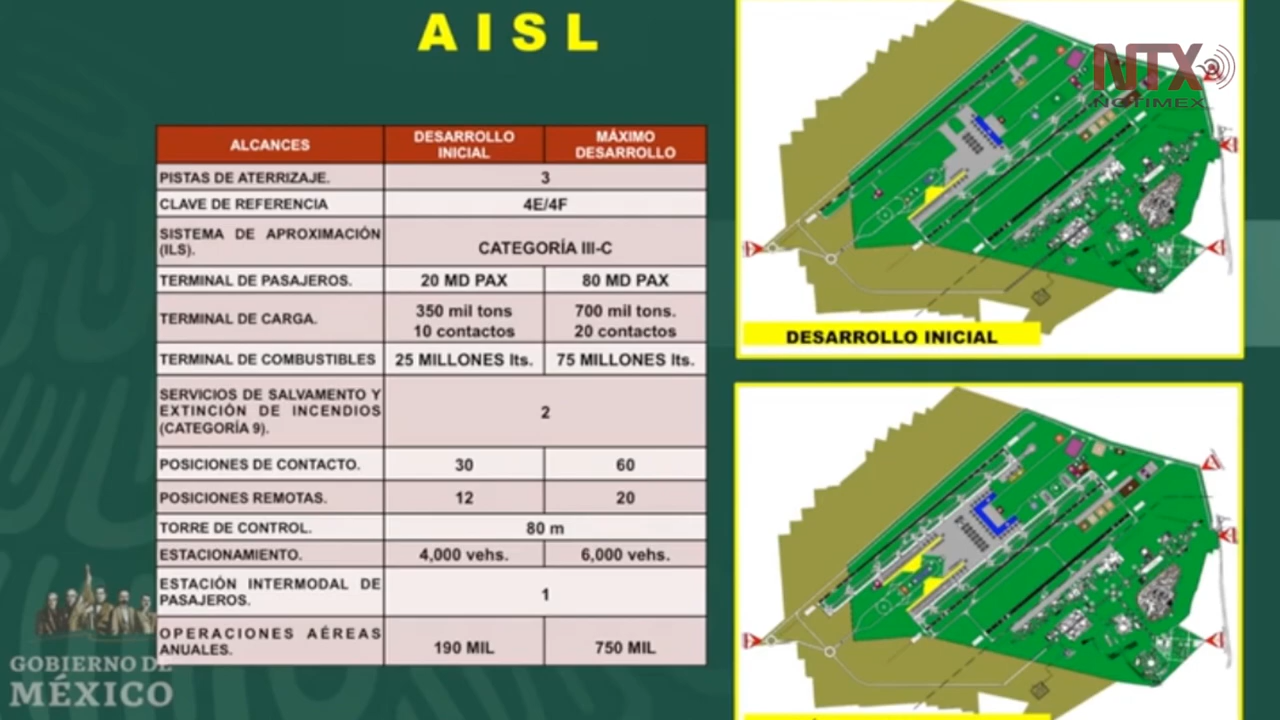 AISL
NTX
NOTIMEX
ALCANCES
DESARROLLO
INICIAL
MÁXIMO
DESARROLLO
PISTAS DE ATERRIZAJE.
3
CLAVE DE REFERENCIA
4E/4F
SISTEMA DE APROXIMACIÓN
(ILS).
CATEGORÍA III-C
TERMINAL DE PASAJEROS.
20 MD PAX
80 MD PAX
TERMINAL DE CARGA.
350 mil tons
10 contactos
700 mil tons.
20 contactos
TERMINAL DE COMBUSTIBLES
25 MILLONES lts.
75 MILLONES lts.
SERVICIOS DE SALVAMENTO Y
EXTINCIÓN DE INCENDIOS
(CATEGORÍA 9).
2
POSICIONES DE CONTACTO.
30
60
POSICIONES REMOTAS.
12
20
TORRE DE CONTROL.
80 m
ESTACIONAMIENTO.
4,000 vehs.
6,000 vehs.
ESTACIÓN INTERMODAL DE
PASAJEROS.
1
OPERACIONES AÉREAS
ANUALES.
190 MIL
750 MIL
DESARROLLO INICIAL
GOBIERNO DE
MÉXICO